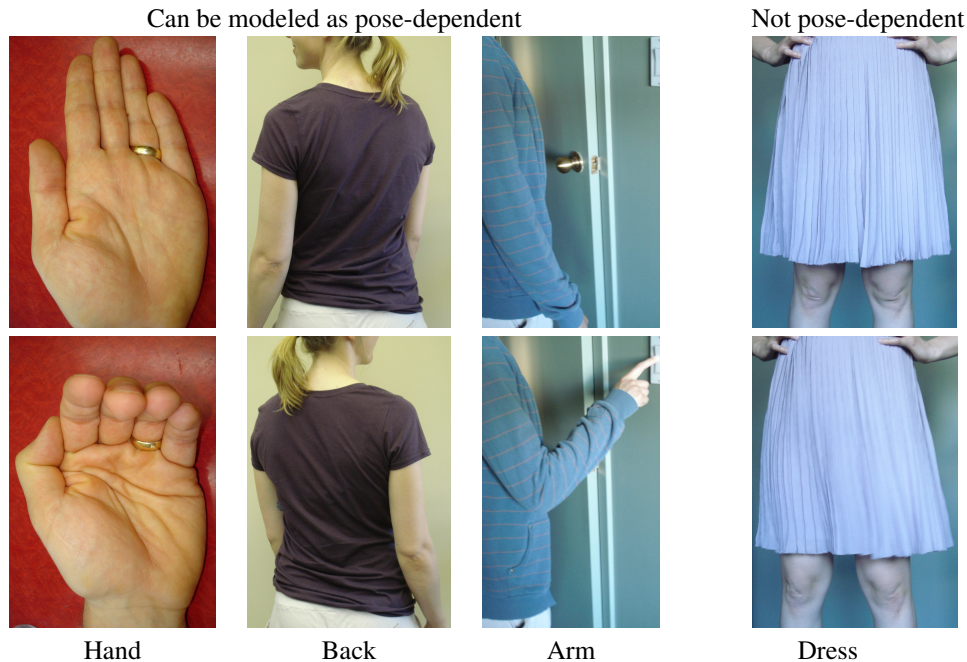 Can be modeled as pose-dependent
Not pose-dependent
Hand
Back
Arm
Dress